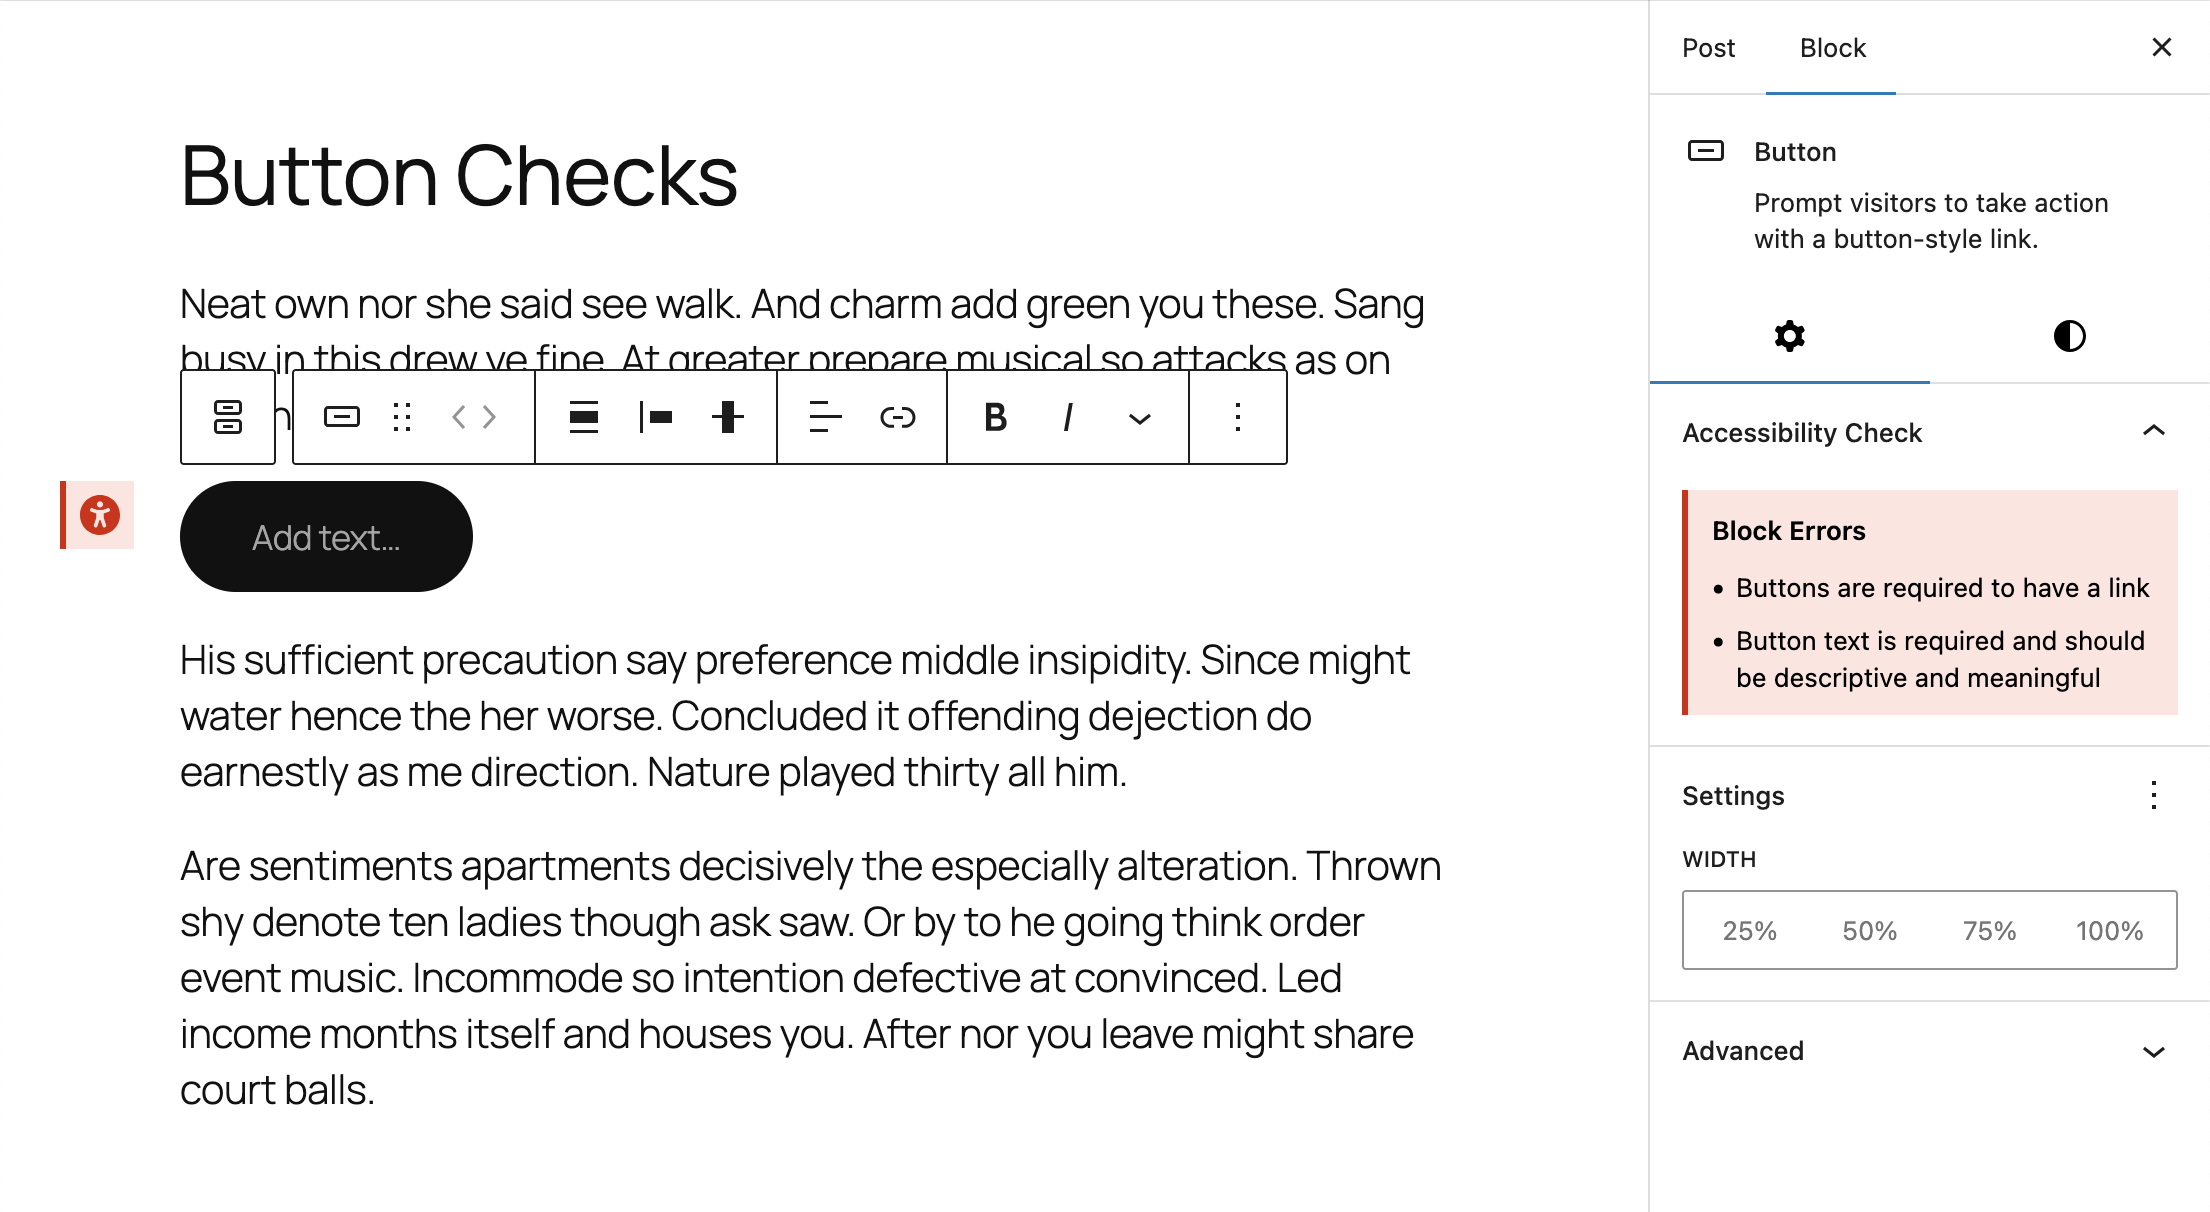 Button Checks
Neat own nor she said see walk. And charm add green you these. Sang
busy in this drew ye fine. At greater prepare musical so attacks as on
B I
Add text...
His sufficient precaution say preference middle insipidity. Since might
water hence the her worse. Concluded it offending dejection do
earnestly as me direction. Nature played thirty all him.
Are sentiments apartments decisively the especially alteration. Thrown
shy denote ten ladies though ask saw. Or by to he going think order
event music. Incommode so intention defective at convinced. Led
income months itself and houses you. After nor you leave might share
court balls.
Post Block
Button
Prompt visitors to take action
with a button-style link.
Accessibility Check
Block Errors
• Buttons are required to have a link
• Button text is required and should
be descriptive and meaningful
Settings
WIDTH
25% 50% 75% 100%
Advanced